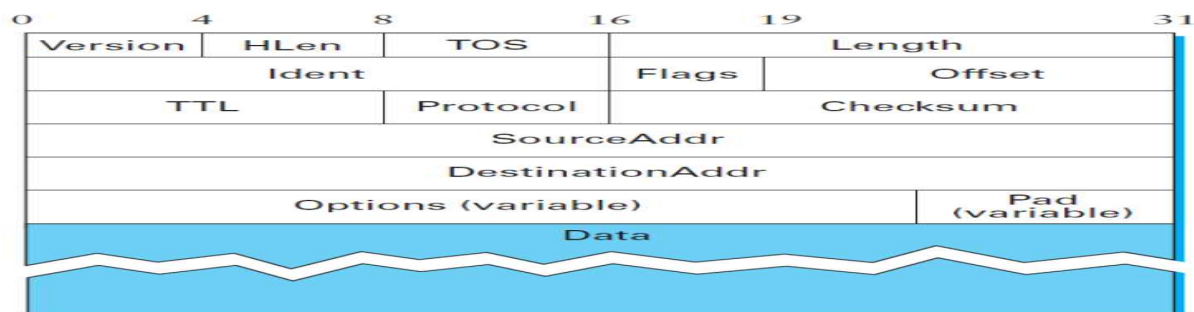 0 4 8 16 19 31
Version HLen TOS Length
Ident Flags Offset
TTL Protocol Checksum
SourceAddr
DestinationAddr
Options (variable) Pad (variable)
Data